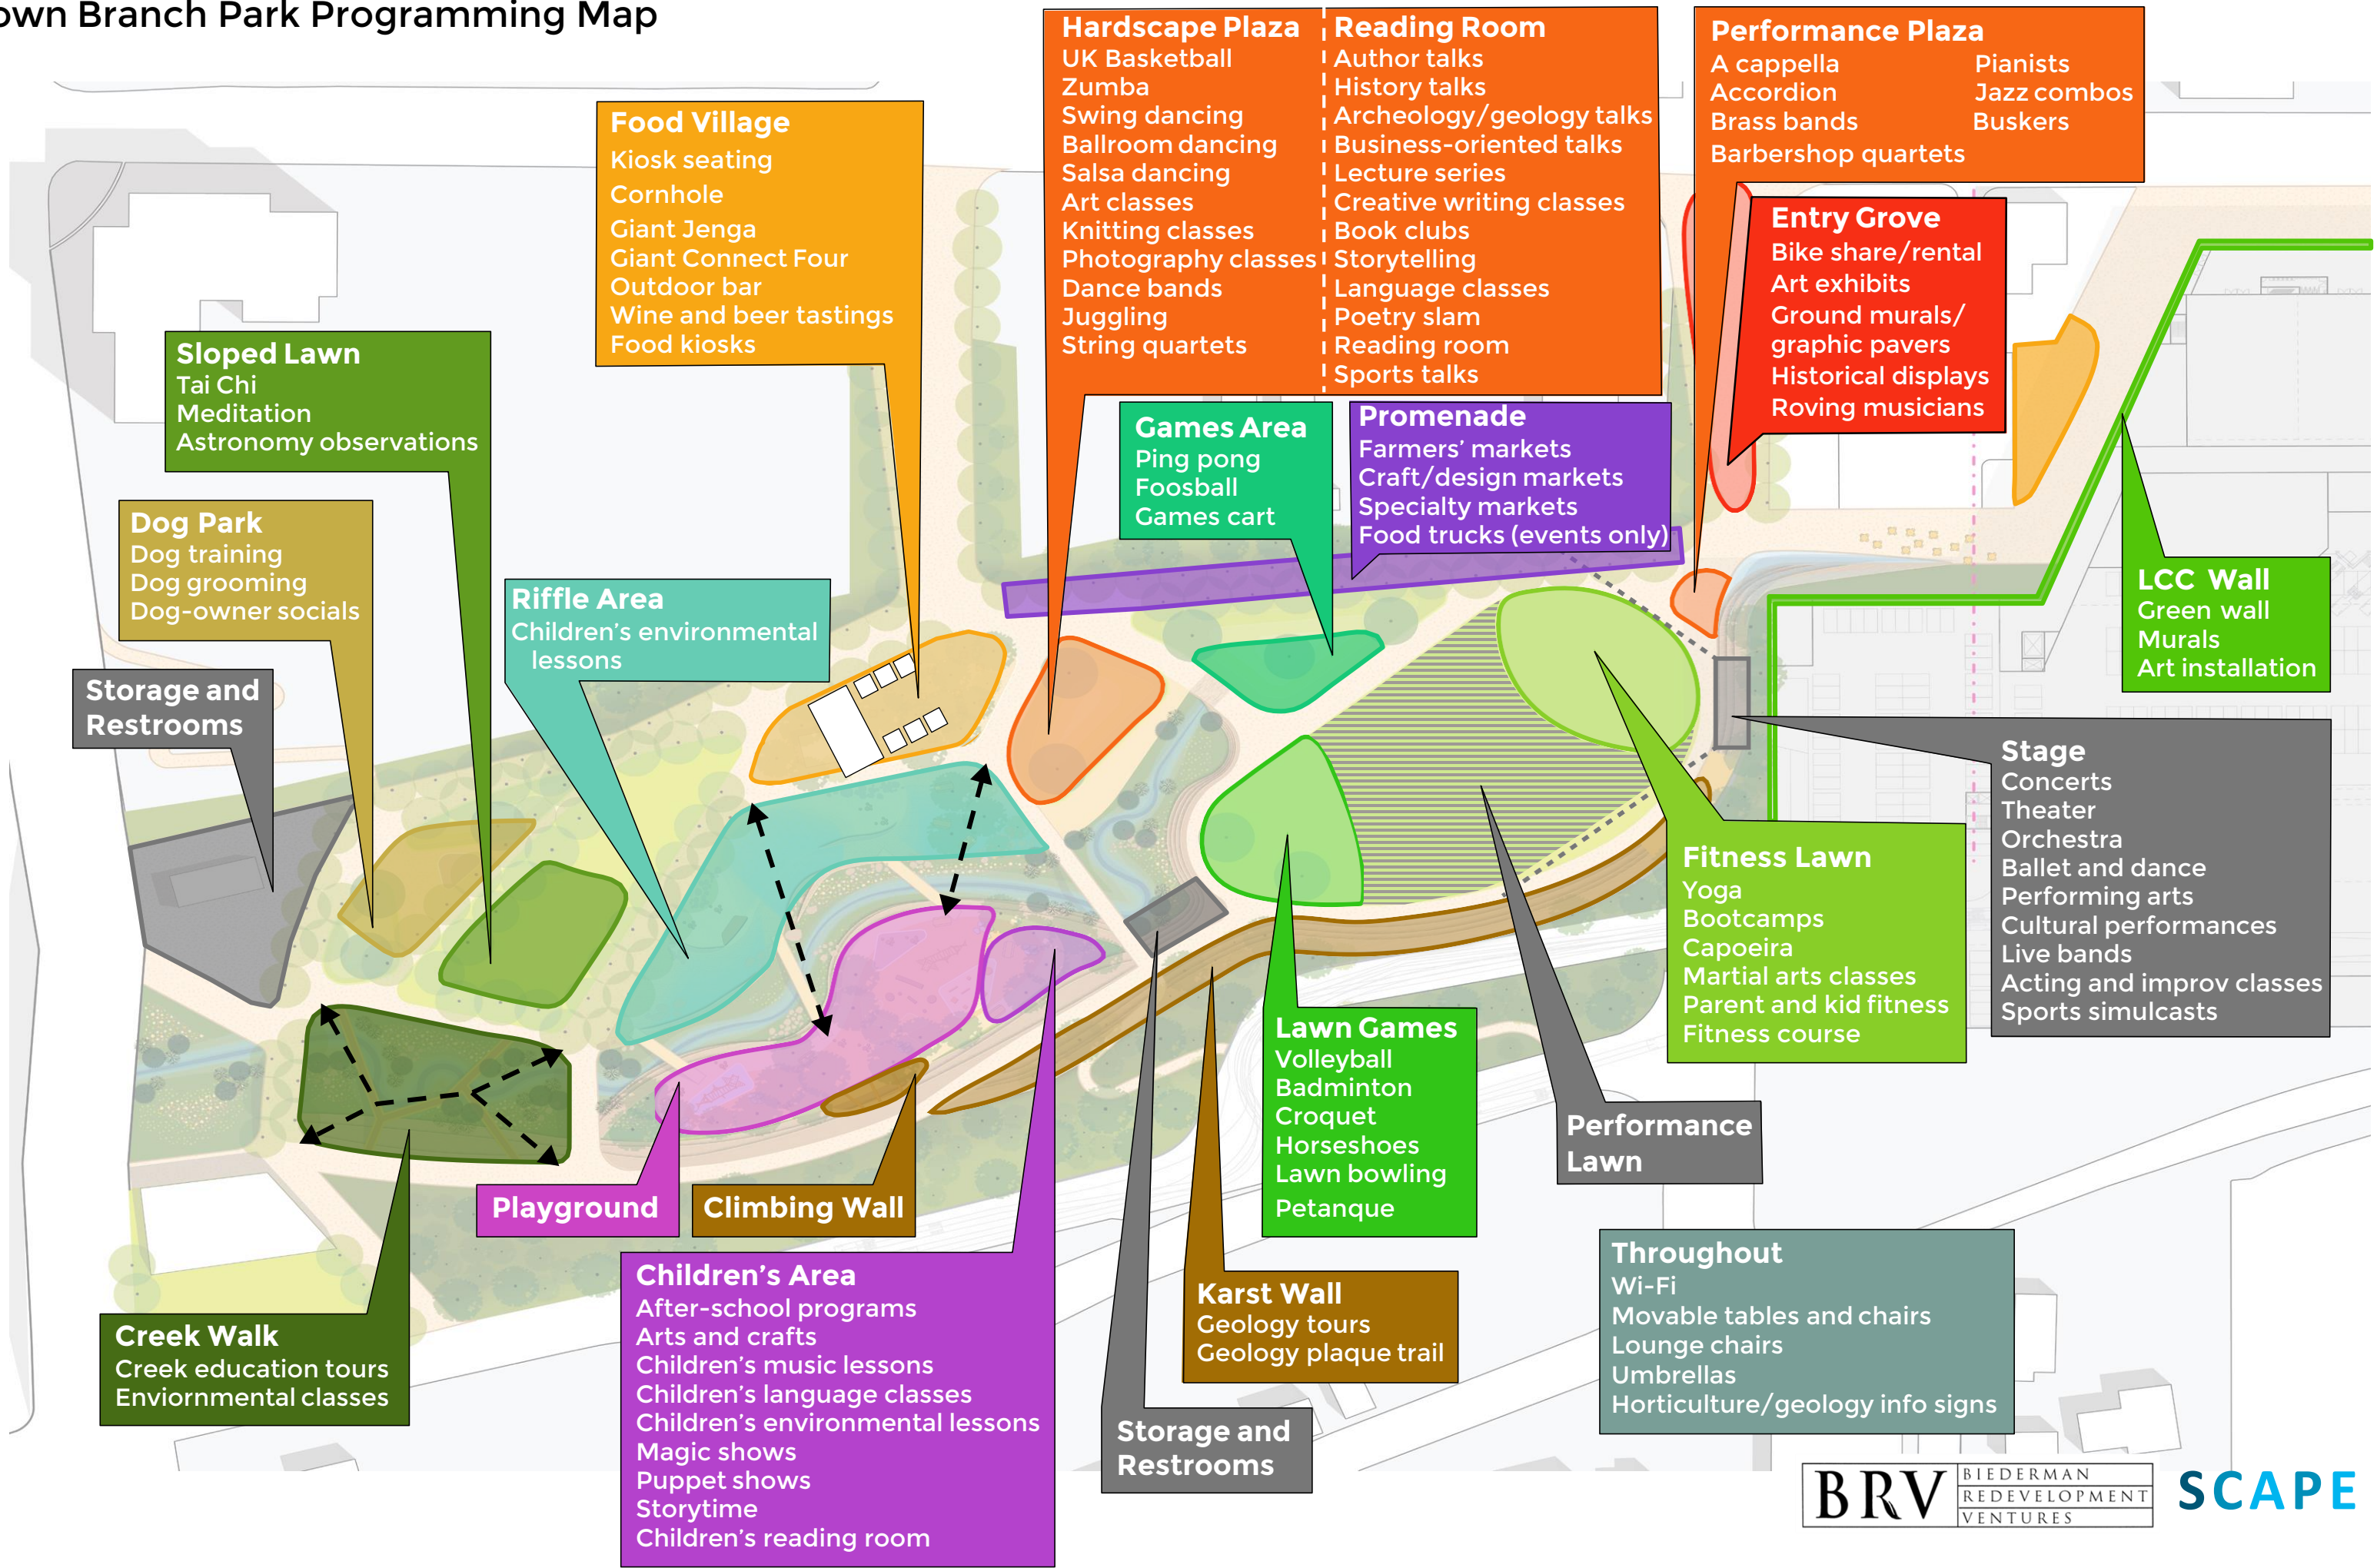 own Branch Park Programming Map
Hardscape Plaza
UK Basketball
Zumba
Swing dancing
Ballroom dancing
Salsa dancing
Art classes
Knitting classes
Photography classes
Dance bands
Juggling
String quartets
Reading Room
Author talks
History talks
Archeology/geology talks
Business-oriented talks
Lecture series
Creative writing classes
Book clubs
Storytelling
Language classes
Poetry slam
Reading room
Sports talks
Performance Plaza
A cappella
Accordion
Brass bands
Barbershop quartets
Pianists
Jazz combos
Buskers
Food Village
Kiosk seating
Cornhole
Giant Jenga
Giant Connect Four
Outdoor bar
Wine and beer tastings
Food kiosks
Entry Grove
Bike share/rental
Art exhibits
Ground murals/
graphic pavers
Historical displays
Roving musicians
Sloped Lawn
Tai Chi
Meditation
Astronomy observations
Games Area
Ping pong
Foosball
Games cart
Promenade
Farmers’ markets
Craft/design markets
Specialty markets
Food trucks (events only)
Dog Park
Dog training
Dog grooming
Dog-owner socials
Riffle Area
Children’s environmental
lessons
LCC Wall
Green wall
Murals
Art installation
Storage and
Restrooms
Stage
Concerts
Theater
Orchestra
Ballet and dance
Performing arts
Cultural performances
Live bands
Acting and improv classes
Sports simulcasts
Fitness Lawn
Yoga
Bootcamps
Capoeira
Martial arts classes
Parent and kid fitness
Fitness course
Lawn Games
Volleyball
Badminton
Croquet
Horseshoes
Lawn bowling
Petanque
Performance
Lawn
Playground
Climbing Wall
Children’s Area
After-school programs
Arts and crafts
Children’s music lessons
Children’s language classes
Children’s environmental lessons
Magic shows
Puppet shows
Storytime
Children’s reading room
Karst Wall
Geology tours
Geology plaque trail
Throughout
Wi-Fi
Movable tables and chairs
Lounge chairs
Umbrellas
Horticulture/geology info signs
Creek Walk
Creek education tours
Enviornmental classes
Storage and
Restrooms
BRV
BIEDERMAN
REDEVELOPMENT
VENTURES
SCAPE